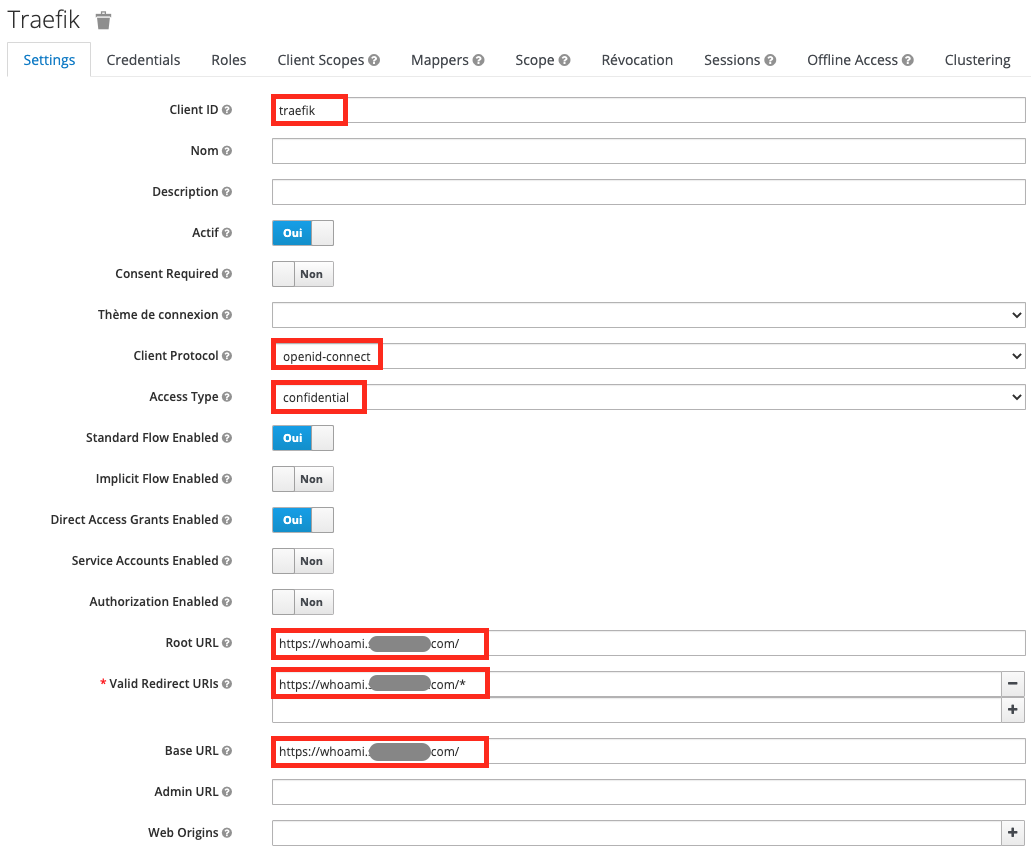 Traefik
Settings Credentials Roles Client Scopes Mappers Scope Révocation Sessions Offline Access Clustering
Client ID traefik
Nom
Description
Actif Oui
Consent Required Non
Thème de connexion
Client Protocol openid-connect
Access Type confidential
Standard Flow Enabled Oui
Implicit Flow Enabled Non
Direct Access Grants Enabled Oui
Service Accounts Enabled Non
Authorization Enabled Non
Root URL https://whoami. com/
* Valid Redirect URIs https://whoami. .com/*
Base URL https://whoami. com/
Admin URL
Web Origins